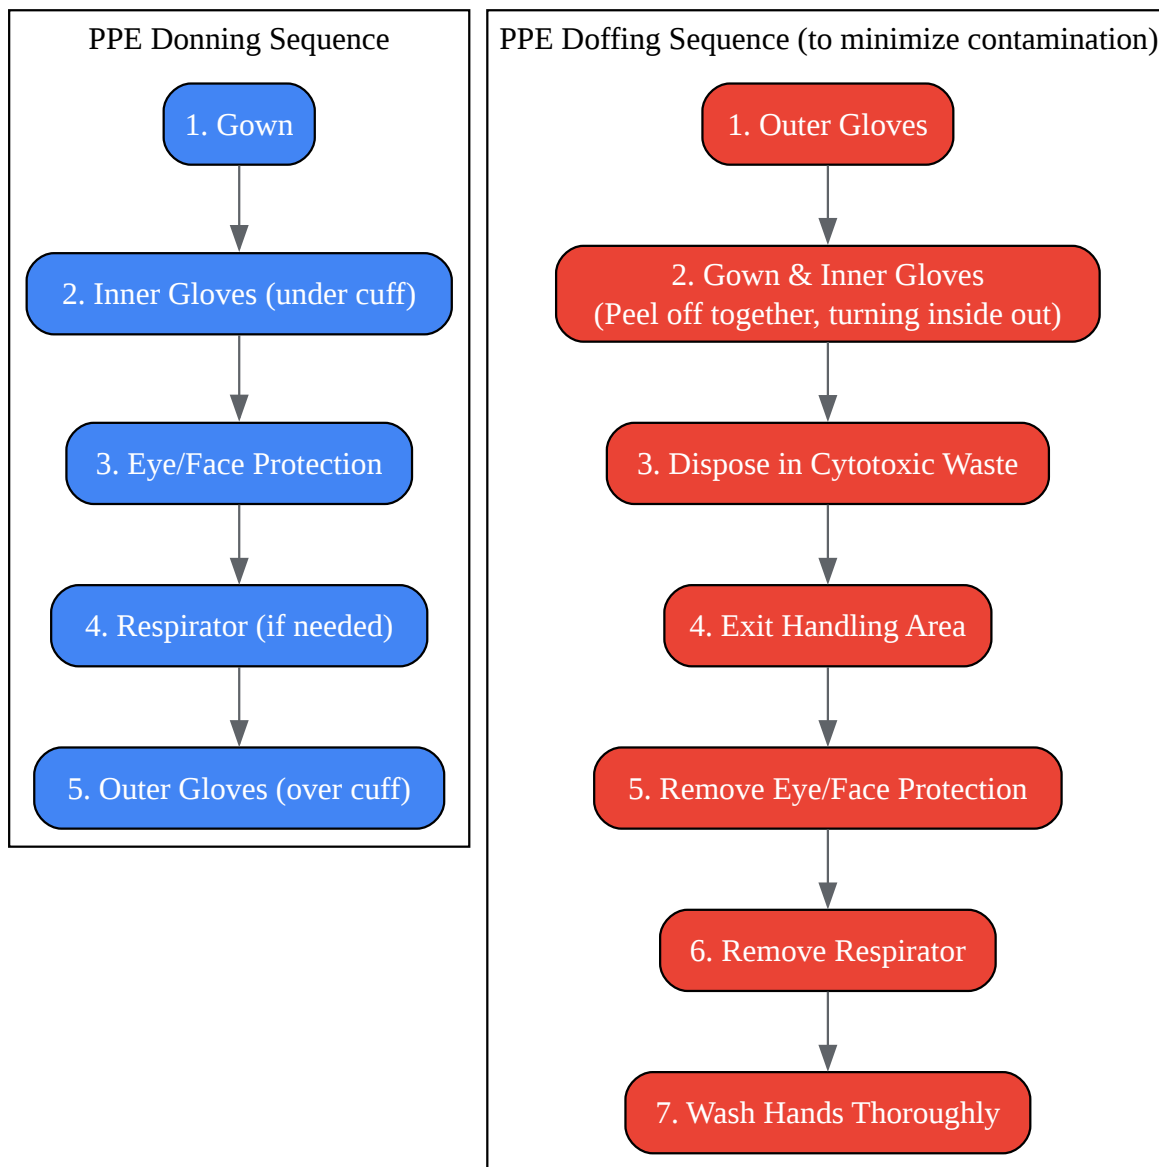 PPE Donning Sequence
1. Gown
2. Inner Gloves (under cuff)
3. Eye/Face Protection
4. Respirator (if needed)
5. Outer Gloves (over cuff)
PPE Doffing Sequence (to minimize contamination)
1. Outer Gloves
2. Gown & Inner Gloves
(Peel off together, turning inside out)
3. Dispose in Cytotoxic Waste
4. Exit Handling Area
5. Remove Eye/Face Protection
6. Remove Respirator
7. Wash Hands Thoroughly